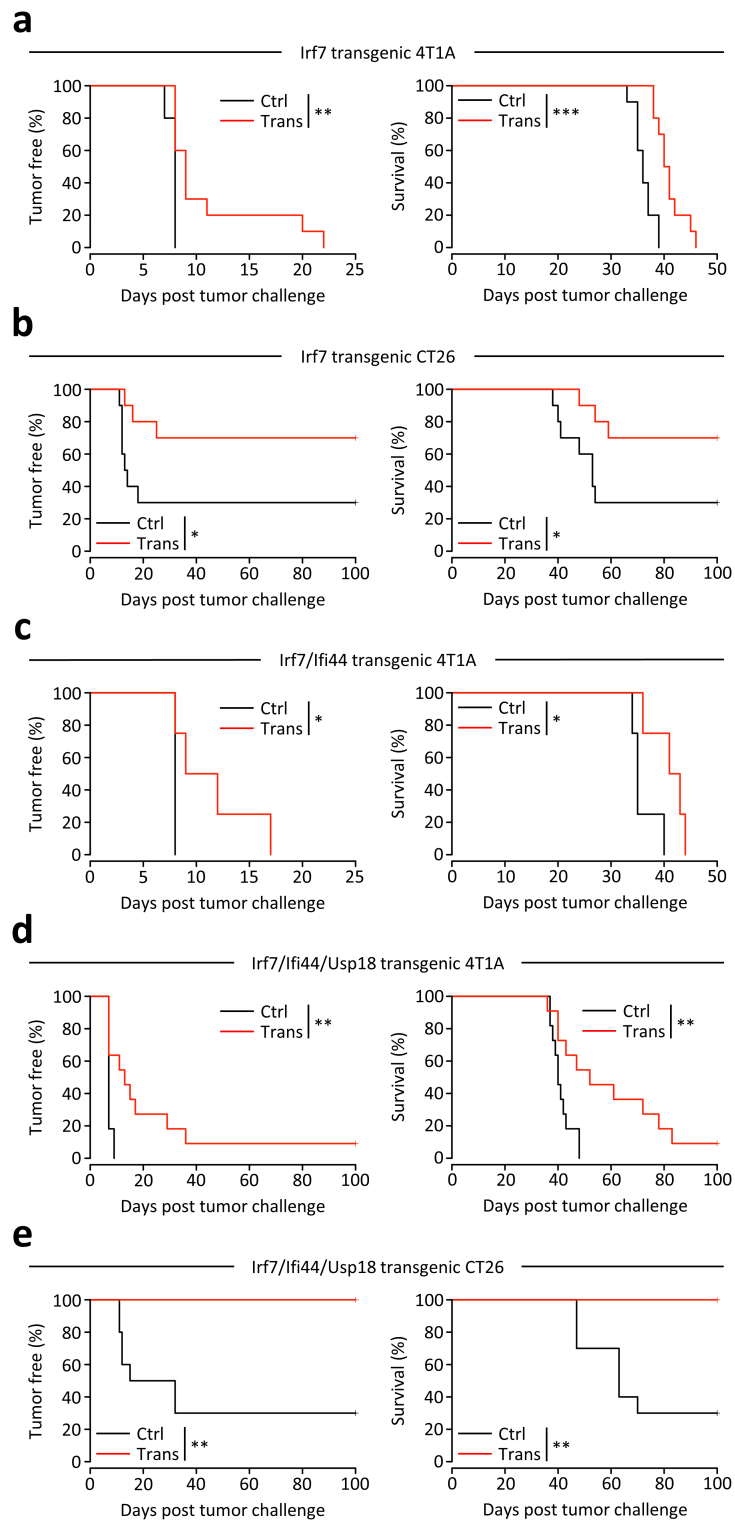 a
Irf7 transgenic 4T1A
Tumor free (%)
100
80
60
40
20
0
Ctrl
Trans
**
0 5 10 15 20 25
Days post tumor challenge
Survival (%)
100
80
60
40
20
0
Ctrl
Trans
***
0 10 20 30 40 50
Days post tumor challenge
b
Irf7 transgenic CT26
Tumor free (%)
100
80
60
40
20
0
Ctrl
Trans
*
0 20 40 60 80 100
Days post tumor challenge
Survival (%)
100
80
60
40
20
0
Ctrl
Trans
*
0 20 40 60 80 100
Days post tumor challenge
c
Irf7/Ifi44 transgenic 4T1A
Tumor free (%)
100
80
60
40
20
0
Ctrl
Trans
*
0 5 10 15 20 25
Days post tumor challenge
Survival (%)
100
80
60
40
20
0
Ctrl
Trans
*
0 10 20 30 40 50
Days post tumor challenge
d
Irf7/Ifi44/Usp18 transgenic 4T1A
Tumor free (%)
100
80
60
40
20
0
Ctrl
Trans
**
0 20 40 60 80 100
Days post tumor challenge
Survival (%)
100
80
60
40
20
0
Ctrl
Trans
**
0 20 40 60 80 100
Days post tumor challenge
e
Irf7/Ifi44/Usp18 transgenic CT26
Tumor free (%)
100
80
60
40
20
0
Ctrl
Trans
**
0 20 40 60 80 100
Days post tumor challenge
Survival (%)
100
80
60
40
20
0
Ctrl
Trans
**
0 20 40 60 80 100
Days post tumor challenge